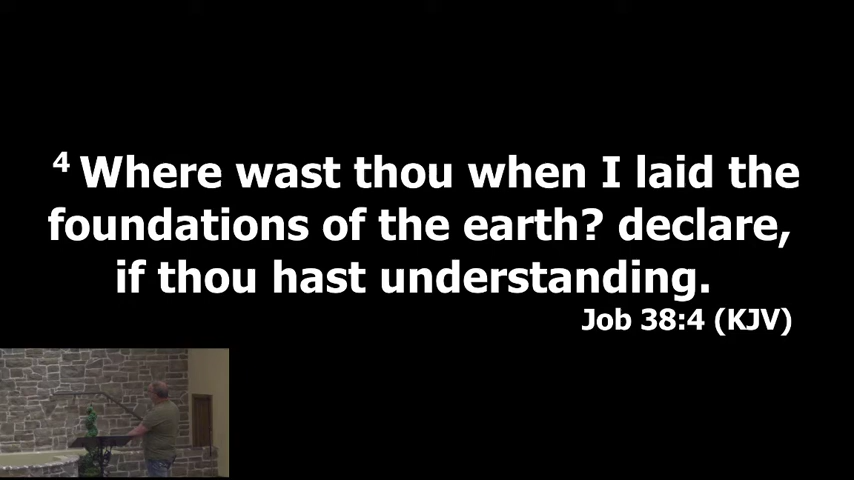 4 Where wast thou when I laid the
foundations of the earth? declare,
if thou hast understanding.
Job 38:4 (KJV)